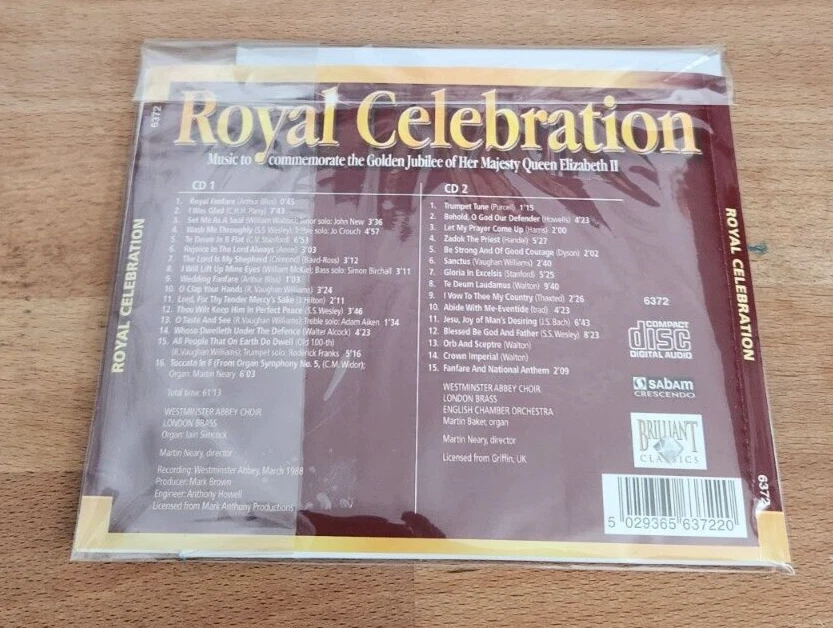 6372
Royal Celebration
Music to commemorate the Golden Jubilee of Her Majesty Queen Elizabeth II
CD 1
1. Royal Fanfare (Arthur Bliss) 0'45
2. I Was Glad (C.H.H. Parry) 7'43
3. Set Me As A Seal (William Walton) Tenor solo: John New 3'36
4. Wash Me Throughly (S.S Wesley) Treble solo: Jo Crouch 4'57
5. Te Deum In B Flat (C.V. Stanford) 6'53
6. Rejoice In The Lord Always (Anon) 3'03
7. The Lord Is My Shepherd (Crimond) (Baird-Ross) 3'12
8. I Will Lift Up Mine Eyes (William McKie) Bass solo: Simon Birchall 3'11
9. Wedding Fanfare (Arthur Bliss) 1'03
10. O Clap Your Hands (R. Vaughan Williams) 3'24
11. Lord, For Thy Tender Mercy's Sake (Hilton) 2'11
12. Thou Wilt Keep Him In Perfect Peace (S.S. Wesley) 3'46
13. O Taste And See (R. Vaughan Williams) Treble solo: Adam Aiken 1'34
14. Whoso Dwelleth Under The Defence (Walter Alcock) 4'21
15. All People That On Earth Do Dwell (Old 100-th)
(R.Vaughan Williams) Trumpet solo: Roderick Franks 5'16
16. Toccata In F (From Organ Symphony No. 5, (C.M. Widor);
Organ: Martin Neary 6'03
Total time: 61'13
WESTMINSTER ABBEY CHOIR
LONDON BRASS
Organ: Iain Simcock
Martin Neary, director
Recording: Westminster Abbey, March 1988
Producer: Mark Brown
Engineer: Anthony Howell
Licensed from Mark Anthony Productions
CD 2
1. Trumpet Tune (Purcell) 1'15
2. Behold, O God Our Defender (Howells) 4'23
3. Let My Prayer Come Up (Harris) 2'00
4. Zadok The Priest (Handel) 5'27
5. Be Strong And Of Good Courage (Dyson) 2'02
6. Sanctus (Vaughan Williams) 2'40
7. Gloria In Excelsis (Stanford) 5'25
8. Te Deum Laudamus (Walton) 9'40
9. I Vow To Thee My Country (Thaxted) 2'26
10. Abide With Me-Eventide (trad) 4'23
11. Jesu, Joy of Man's Desiring (J.S. Bach) 6'43
12. Blessed Be God And Father (S.S.Wesley) 8'23
13. Orb And Sceptre (Walton)
14. Crown Imperial (Walton)
15. Fanfare And National Anthem 2'09
WESTMINSTER ABBEY CHOIR
LONDON BRASS
ENGLISH CHAMBER ORCHESTRA
Martin Baker, organ
Martin Neary, director
Licensed from Griffin, UK
6372
COMPACT
disc
DIGITAL AUDIO
sabam
CRESCENDO
BRILLIANT
CLASSICS
5 029365 637220
ROYAL CELEBRATION
ROYAL CELEBRATION
6372